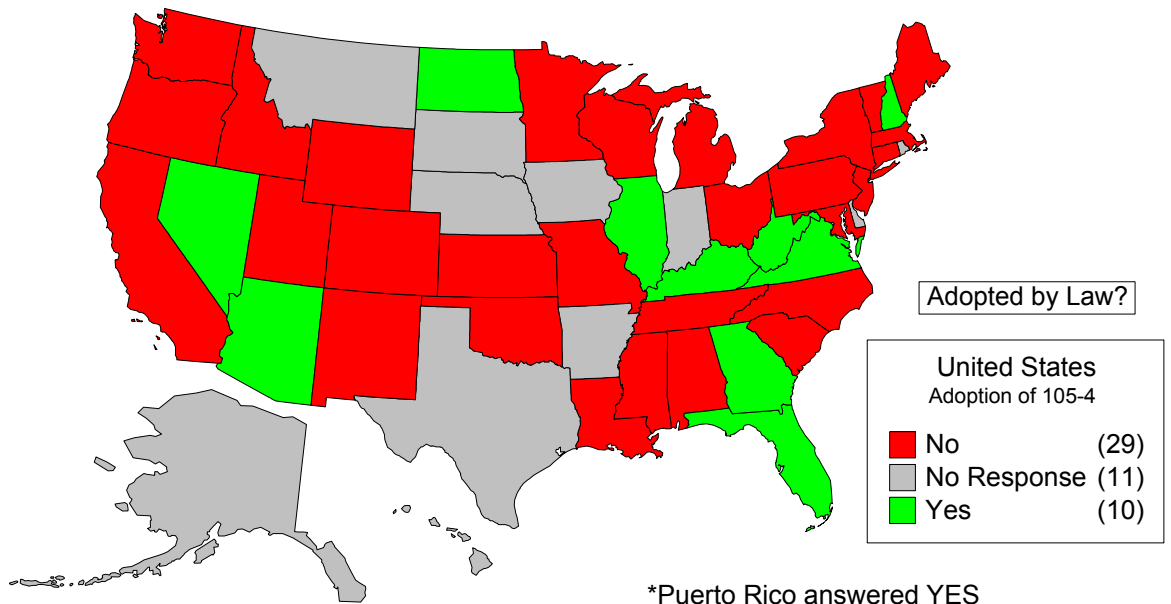 Adopted by Law?
United States
Adoption of 105-4
No (29)
No Response (11)
Yes (10)
*Puerto Rico answered YES